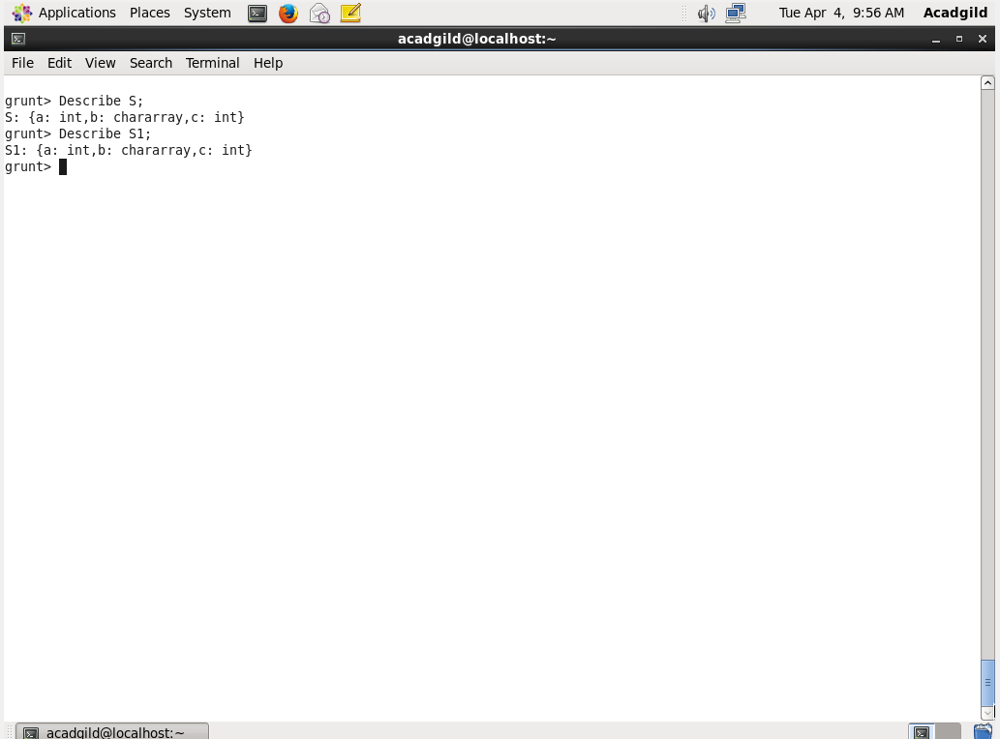 Applications Places System Tue Apr 4, 9:56 AM Acadgild
acadgild@localhost:~
File Edit View Search Terminal Help
grunt> Describe S;
S: {a: int,b: chararray,c: int}
grunt> Describe S1;
S1: {a: int,b: chararray,c: int}
grunt>
acadgild@localhost:~